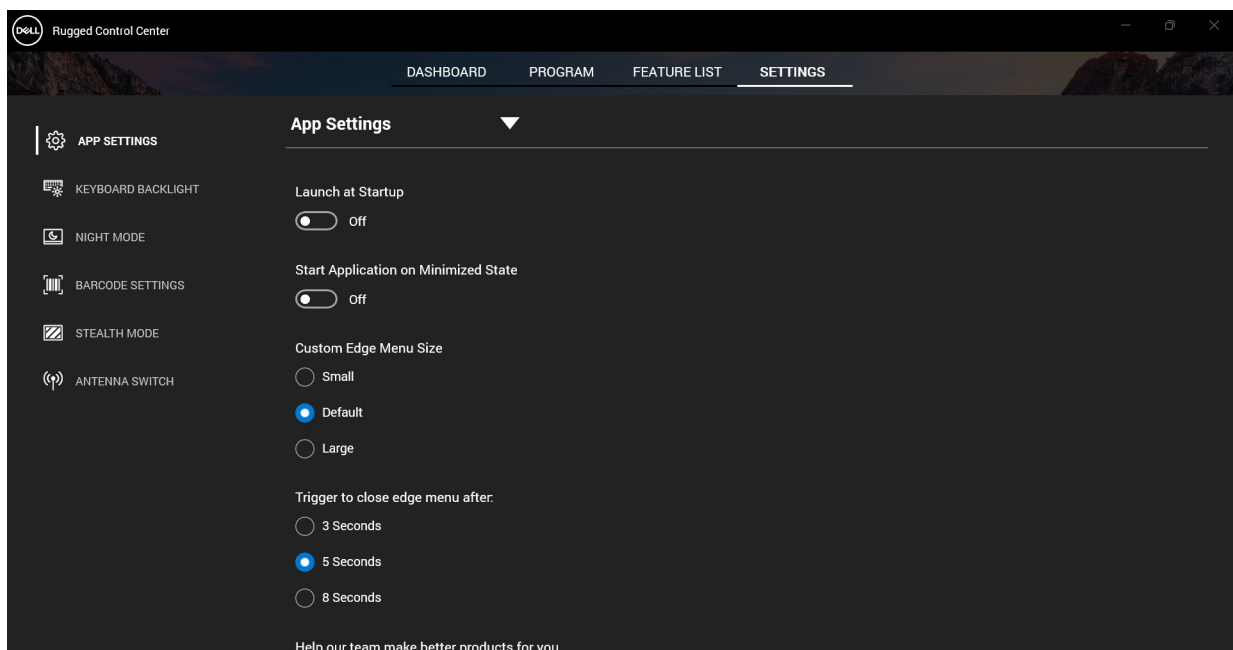 DELL
Rugged Control Center
DASHBOARD PROGRAM FEATURE LIST SETTINGS
APP SETTINGS
KEYBOARD BACKLIGHT
NIGHT MODE
BARCODE SETTINGS
STEALTH MODE
ANTENNA SWITCH
App Settings
Launch at Startup
Off
Start Application on Minimized State
Off
Custom Edge Menu Size
Small
Default
Large
Trigger to close edge menu after:
3 Seconds
5 Seconds
8 Seconds
Help our team make better products for you